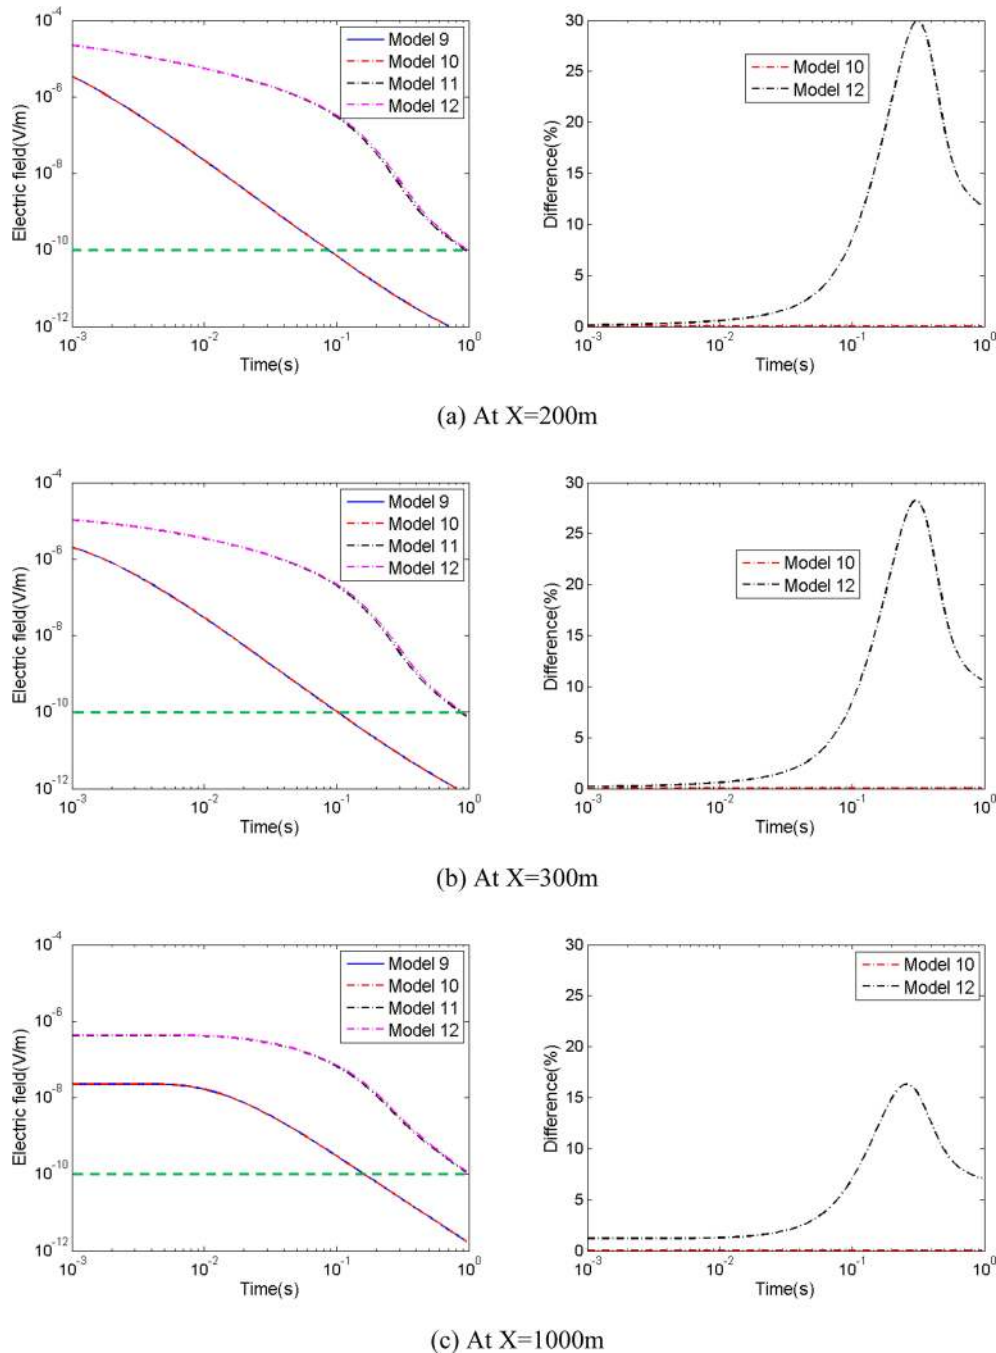 10^-4
10^-6
10^-8
10^-10
10^-12
Electric field(V/m)
Model 9
Model 10
Model 11
Model 12
10^-3
10^-2
10^-1
10^0
Time(s)
30
25
20
15
10
5
0
Difference(%)
Model 10
Model 12
10^-3
10^-2
10^-1
10^0
Time(s)
(a) At X=200m
10^-4
10^-6
10^-8
10^-10
10^-12
Electric field(V/m)
Model 9
Model 10
Model 11
Model 12
10^-3
10^-2
10^-1
10^0
Time(s)
30
25
20
15
10
5
0
Difference(%)
Model 10
Model 12
10^-3
10^-2
10^-1
10^0
Time(s)
(b) At X=300m
10^-4
10^-6
10^-8
10^-10
10^-12
Electric field(V/m)
Model 9
Model 10
Model 11
Model 12
10^-3
10^-2
10^-1
10^0
Time(s)
30
25
20
15
10
5
0
Difference(%)
Model 10
Model 12
10^-3
10^-2
10^-1
10^0
Time(s)
(c) At X=1000m